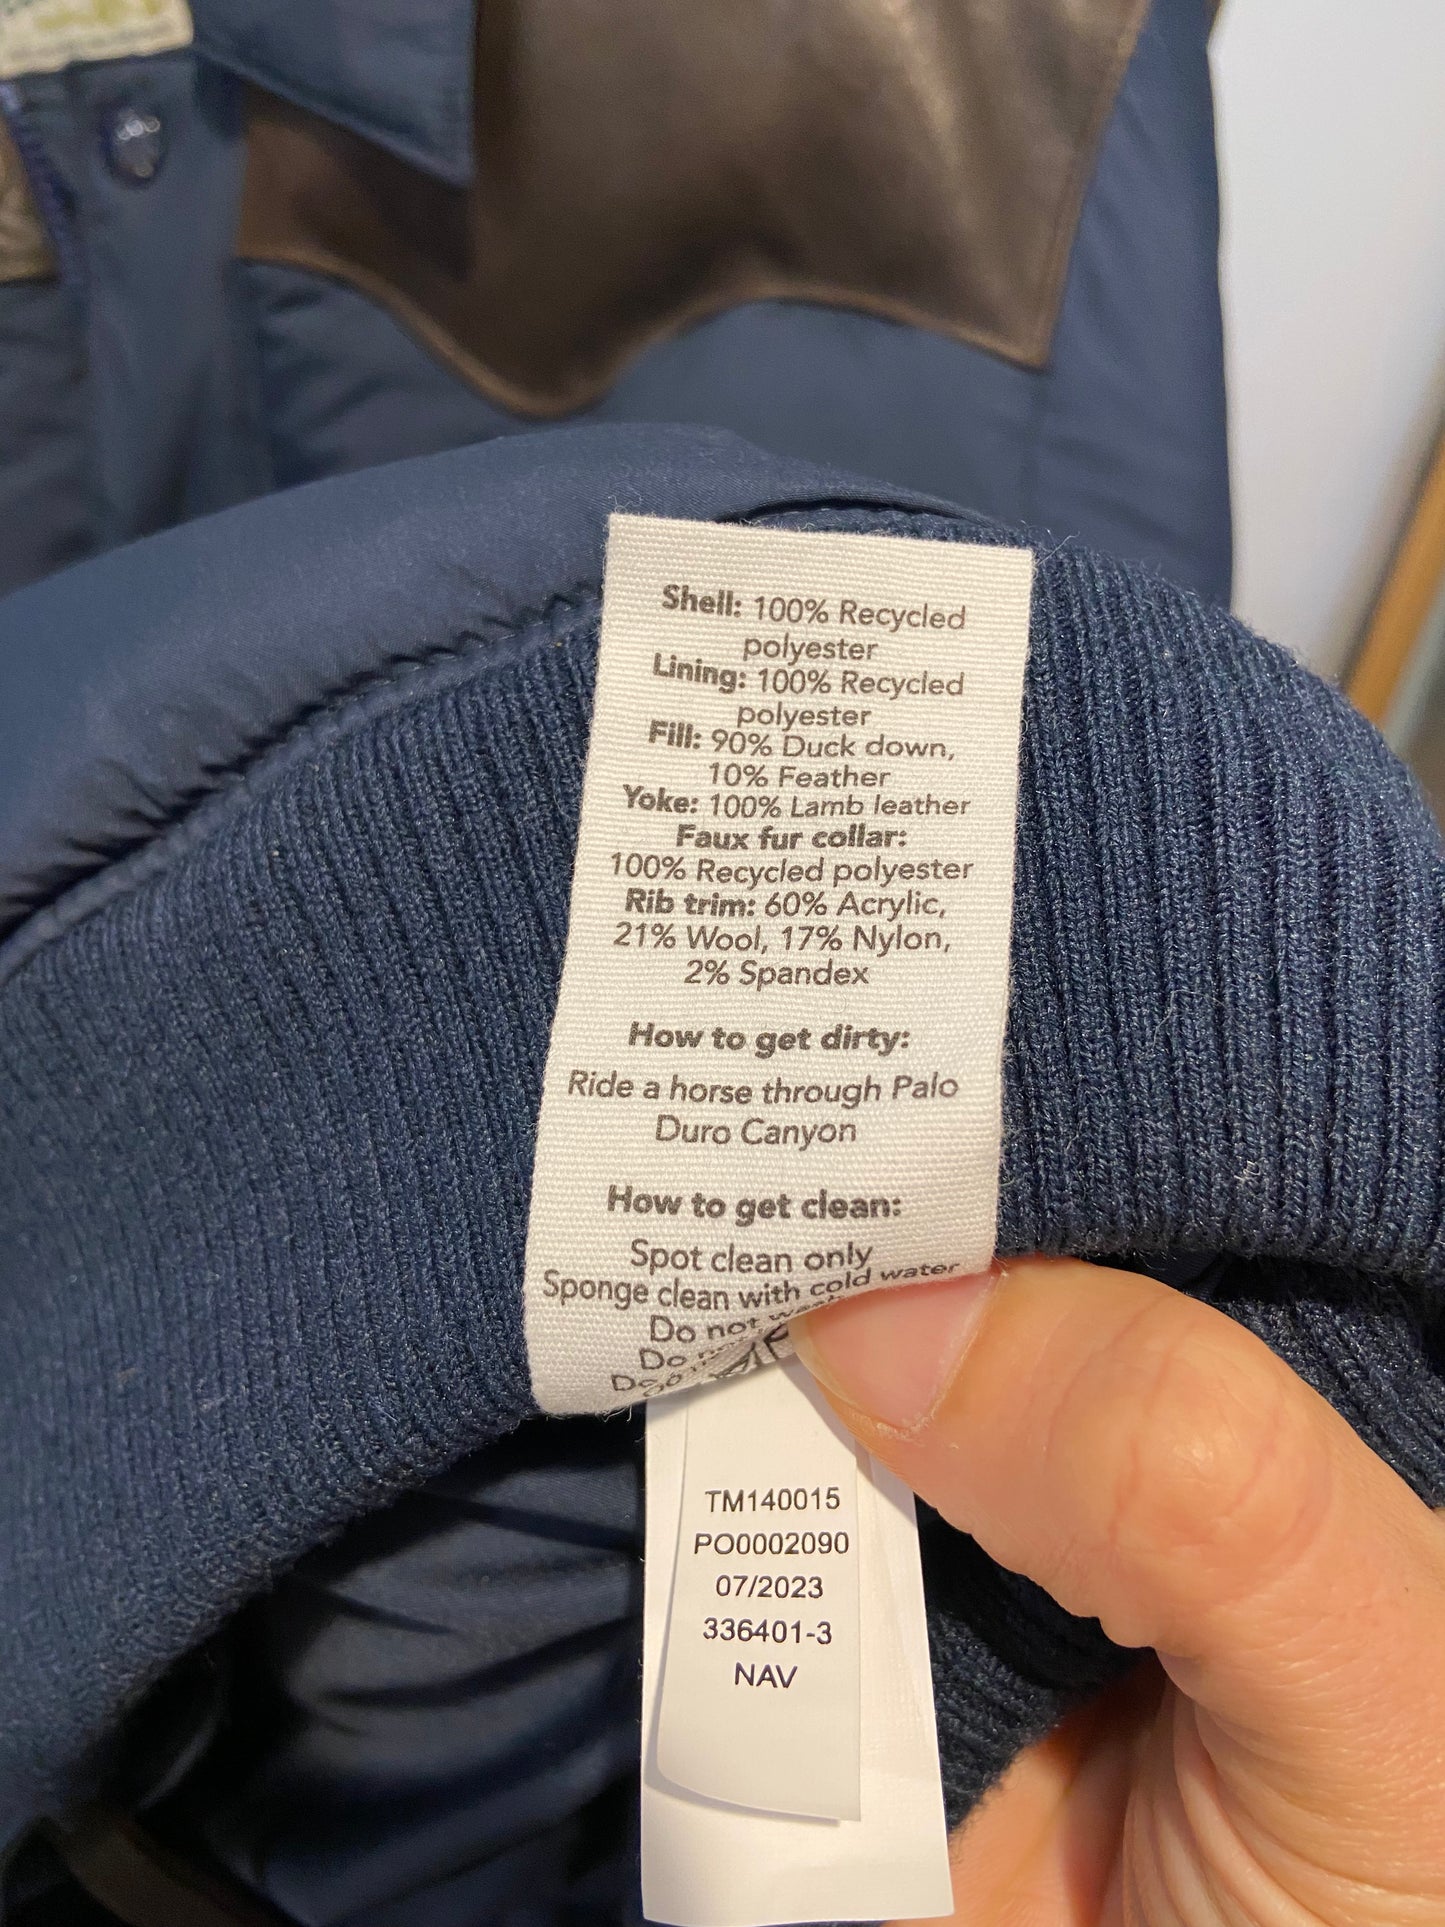 Shell: 100% Recycled
polyester
Lining: 100% Recycled
polyester
Fill: 90% Duck down,
10% Feather
Yoke: 100% Lamb leather
Faux fur collar:
100% Recycled polyester
Rib trim: 60% Acrylic,
21% Wool, 17% Nylon,
2% Spandex
How to get dirty:
Ride a horse through Palo
Duro Canyon
How to get clean:
Spot clean only
Sponge clean with cold water
Do not
Do
TM140015
PO0002090
07/2023
336401-3
NAV